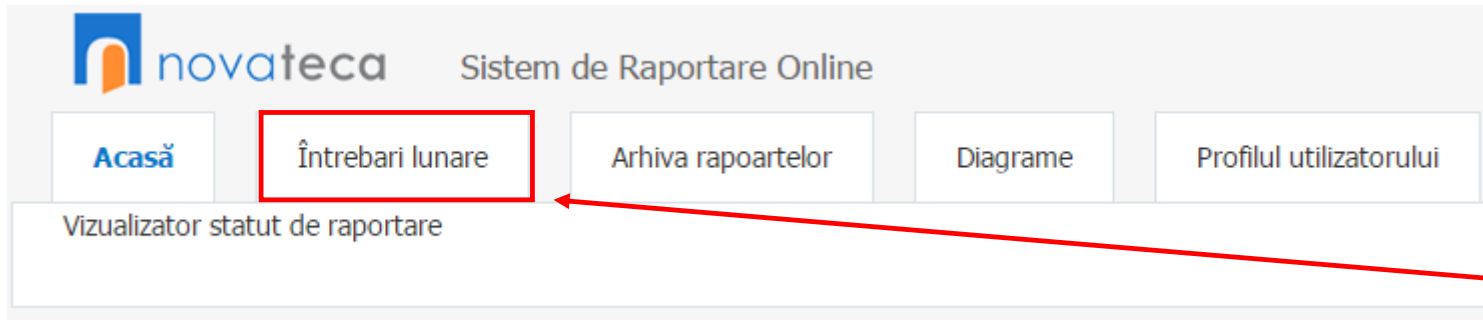 novateca Sistem de Raportare Online
Acasă Întrebari lunare Arhiva rapoartelor Diagrame Profilul utilizatorului
Vizualizator statut de raportare